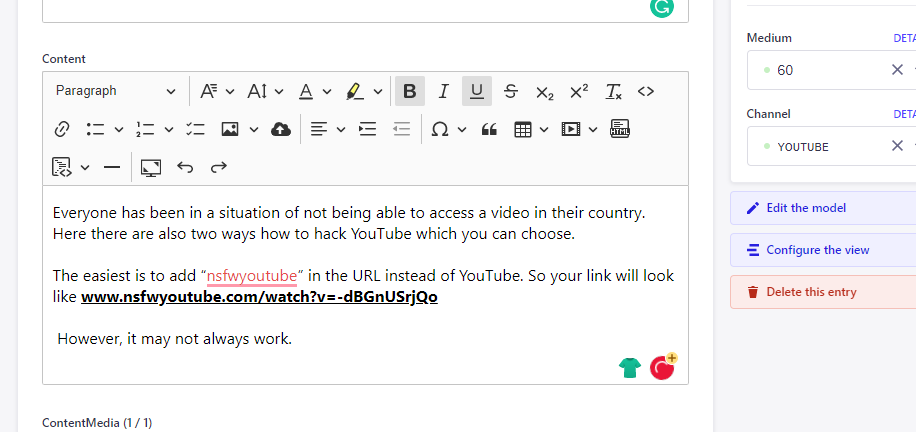 Medium DETA
60
Content
Channel DETA
YOUTUBE
Paragraph
Everyone has been in a situation of not being able to access a video in their country.
Here there are also two ways how to hack YouTube which you can choose.
The easiest is to add “nsfwyoutube” in the URL instead of YouTube. So your link will look
like www.nsfwyoutube.com/watch?v=-dBGnUSrjQo
However, it may not always work.
Edit the model
Configure the view
Delete this entry
ContentMedia (1 / 1)